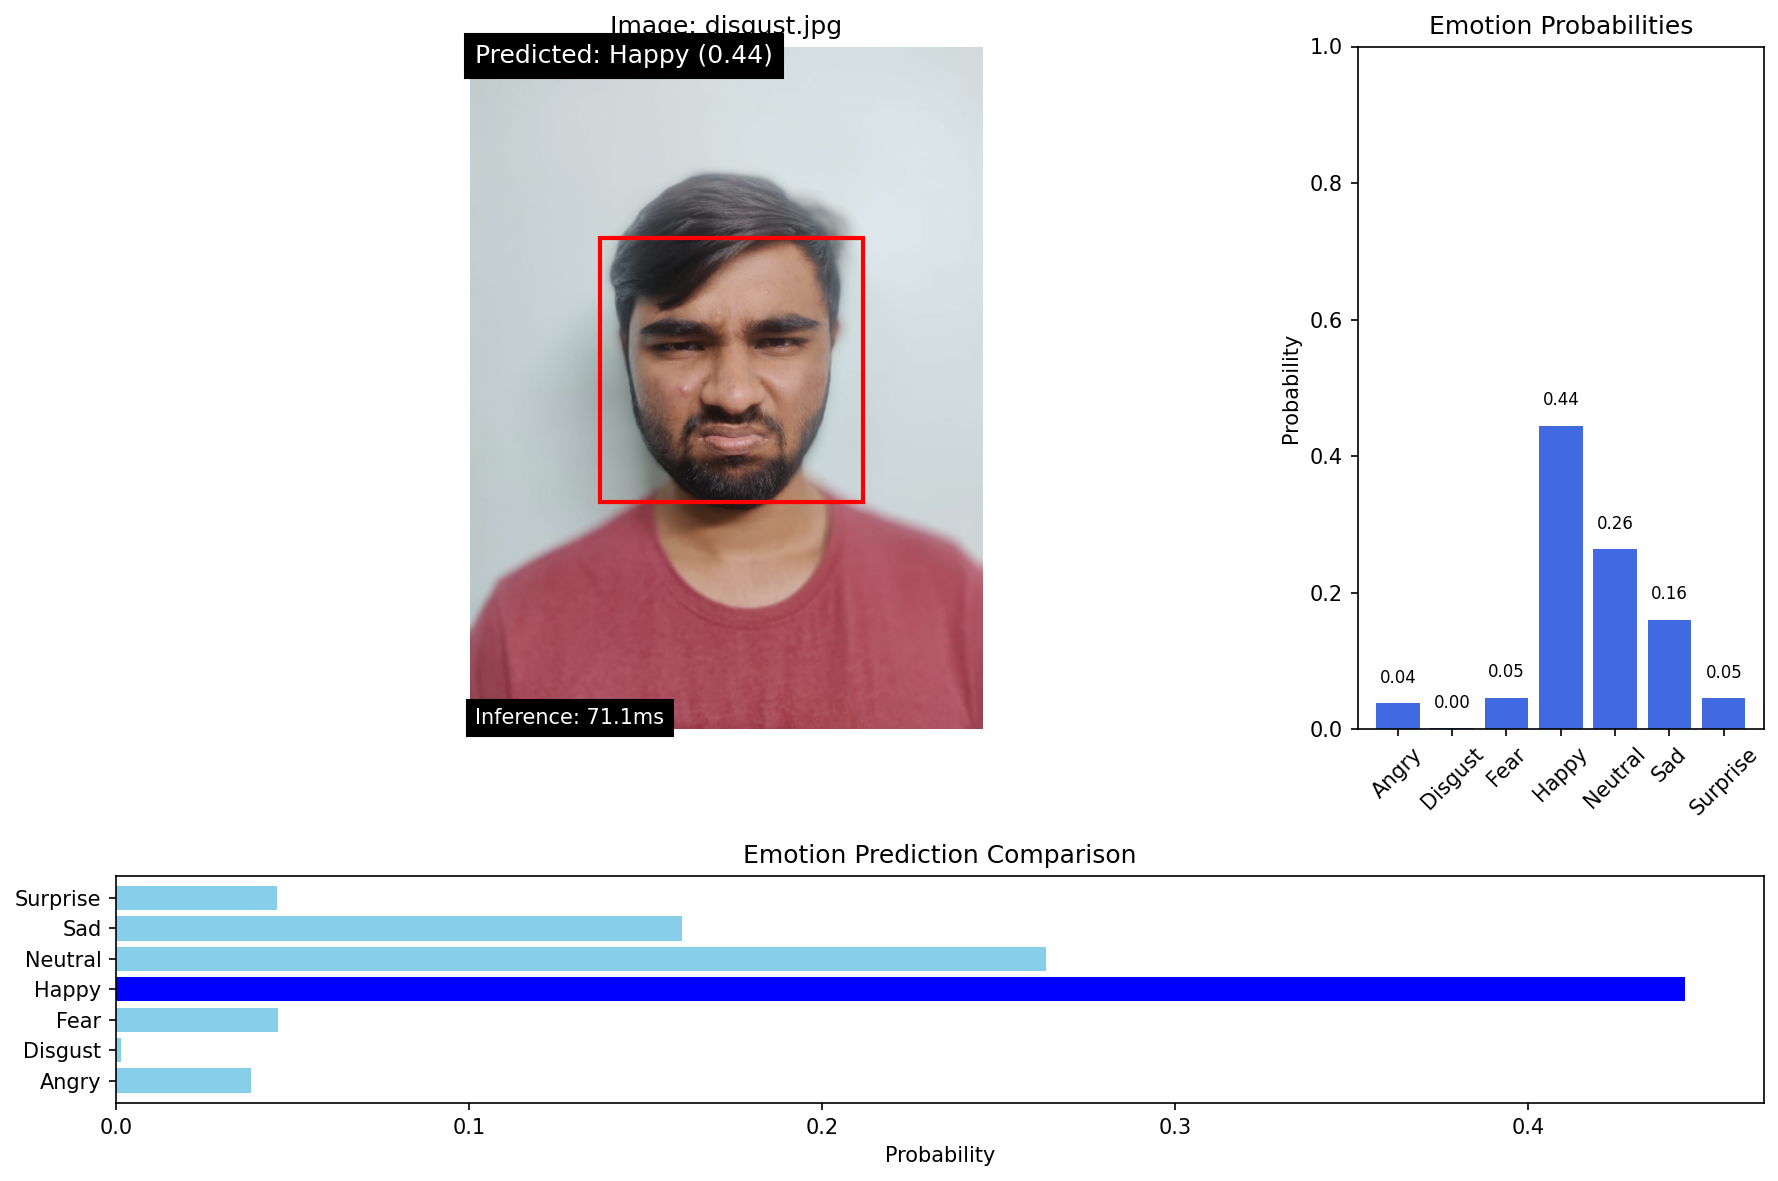 Image: disgust.jpg
Predicted: Happy (0.44)
Inference: 71.1ms
Emotion Probabilities
Probability
1.0
0.8
0.6
0.4
0.2
0.0
0.04
0.00
0.05
0.44
0.26
0.16
0.05
Angry
Disgust
Fear
Happy
Neutral
Sad
Surprise
Emotion Prediction Comparison
Surprise
Sad
Neutral
Happy
Fear
Disgust
Angry
0.0 0.1 0.2 0.3 0.4
Probability